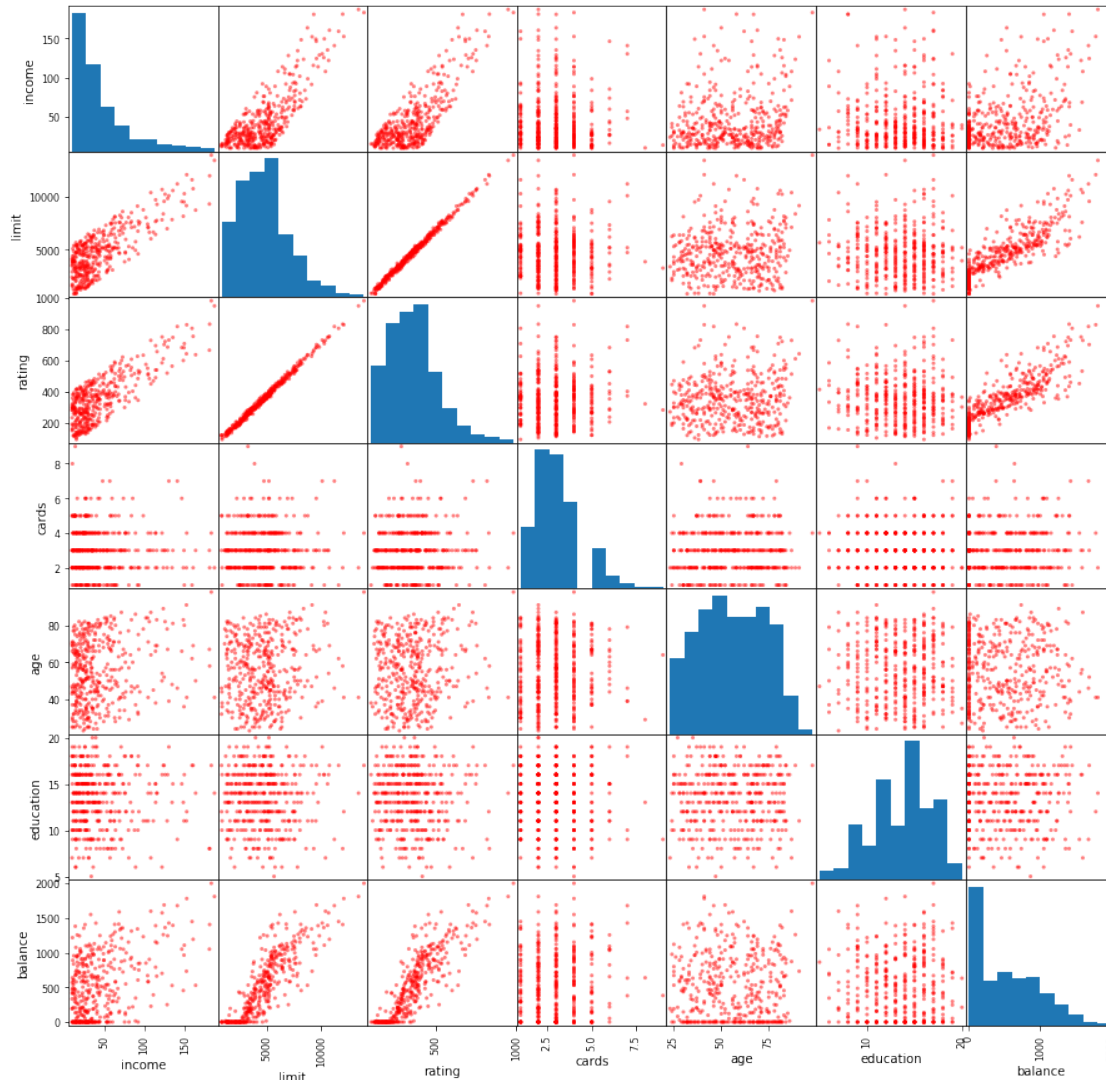 150
100
50
income
10000
5000
limit
1000
800
600
400
200
rating
8
6
4
2
cards
80
60
40
age
20
15
10
5
education
2000
1500
1000
500
0
balance
50 100 150 5000 10000 500 1000 2.5 5.0 7.5 25 50 75 10 20 0 1000
income limit rating cards age education balance